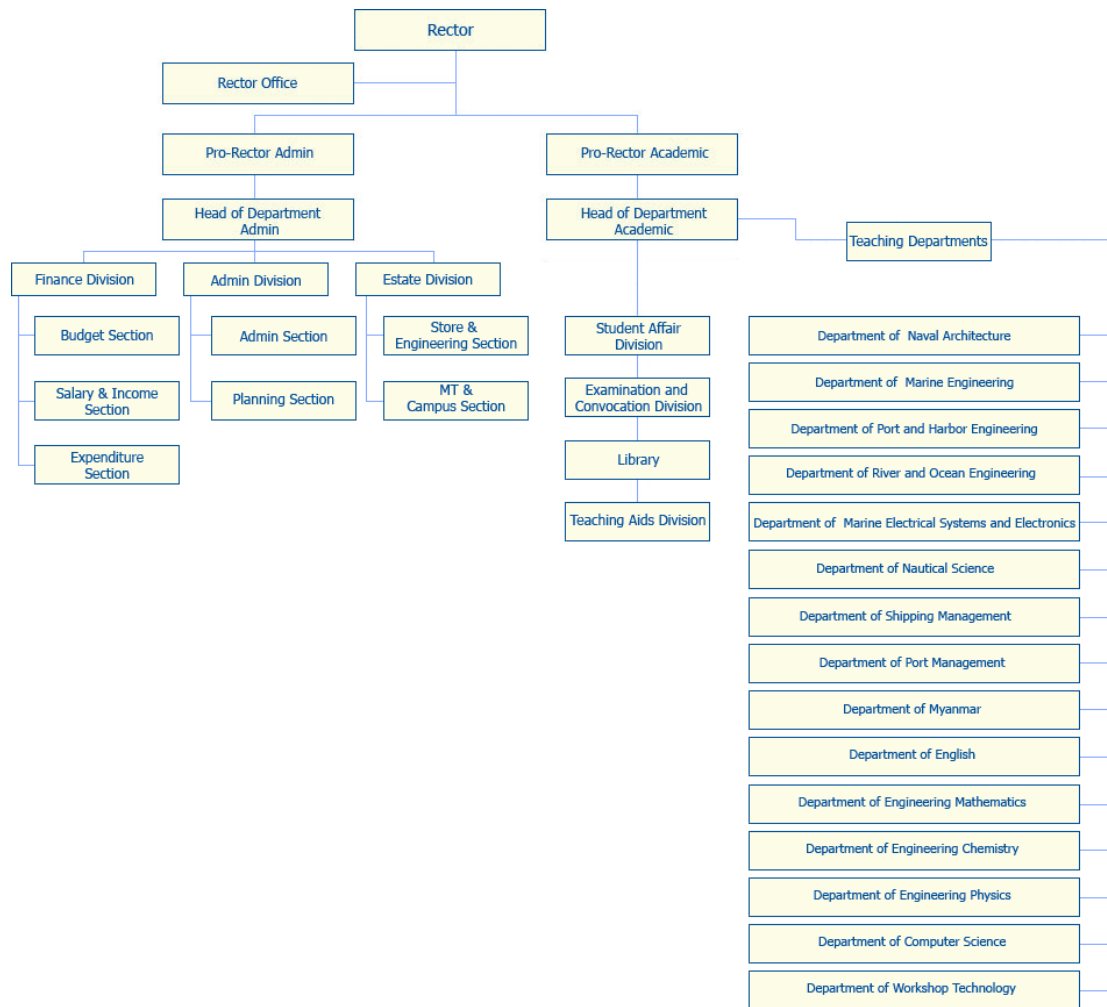 Rector
Rector Office
Pro-Rector Admin
Pro-Rector Academic
Head of Department
Admin
Head of Department
Academic
Teaching Departments
Finance Division
Admin Division
Estate Division
Budget Section
Salary & Income
Section
Expenditure
Section
Admin Section
Planning Section
Store &
Engineering Section
MT &
Campus Section
Student Affair
Division
Examination and
Convocation Division
Library
Teaching Aids Division
Department of Naval Architecture
Department of Marine Engineering
Department of Port and Harbor Engineering
Department of River and Ocean Engineering
Department of Marine Electrical Systems and Electronics
Department of Nautical Science
Department of Shipping Management
Department of Port Management
Department of Myanmar
Department of English
Department of Engineering Mathematics
Department of Engineering Chemistry
Department of Engineering Physics
Department of Computer Science
Department of Workshop Technology